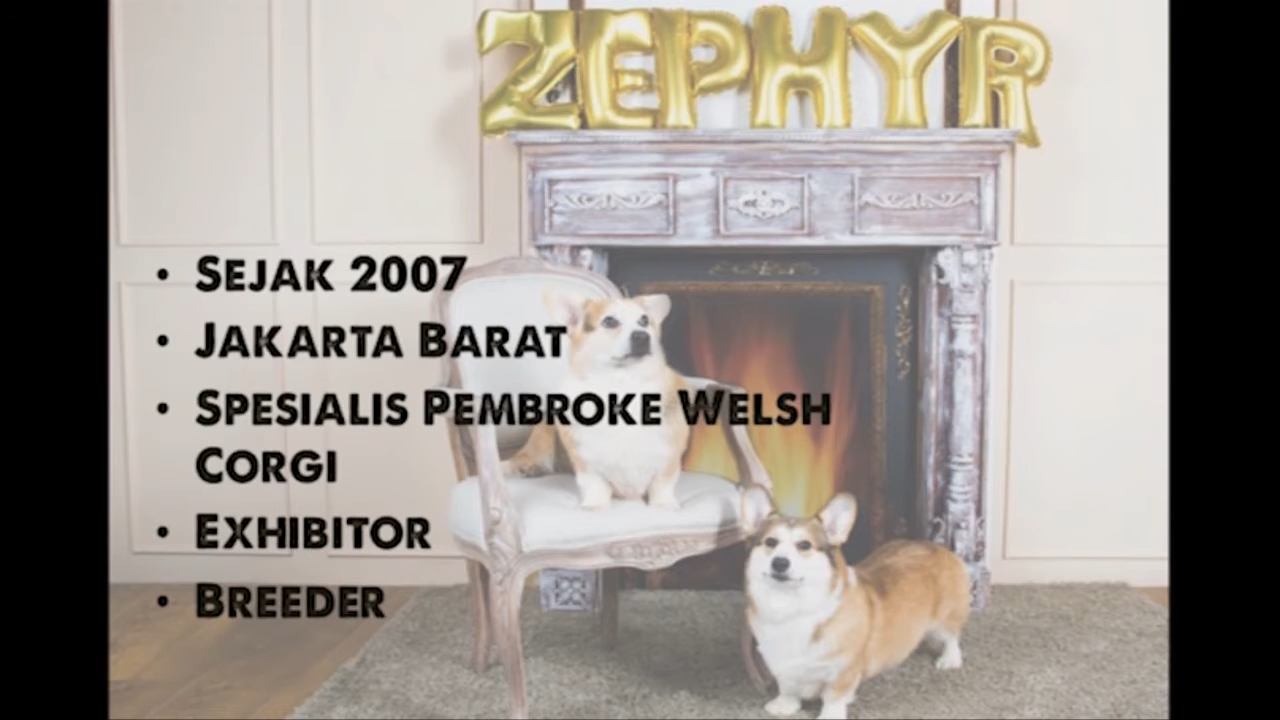 ZEPHYR
• SEJAK 2007
• JAKARTA BARAT
• SPESIALIS PEMBROKE WELSH
CORGI
• EXHIBITOR
• BREEDER